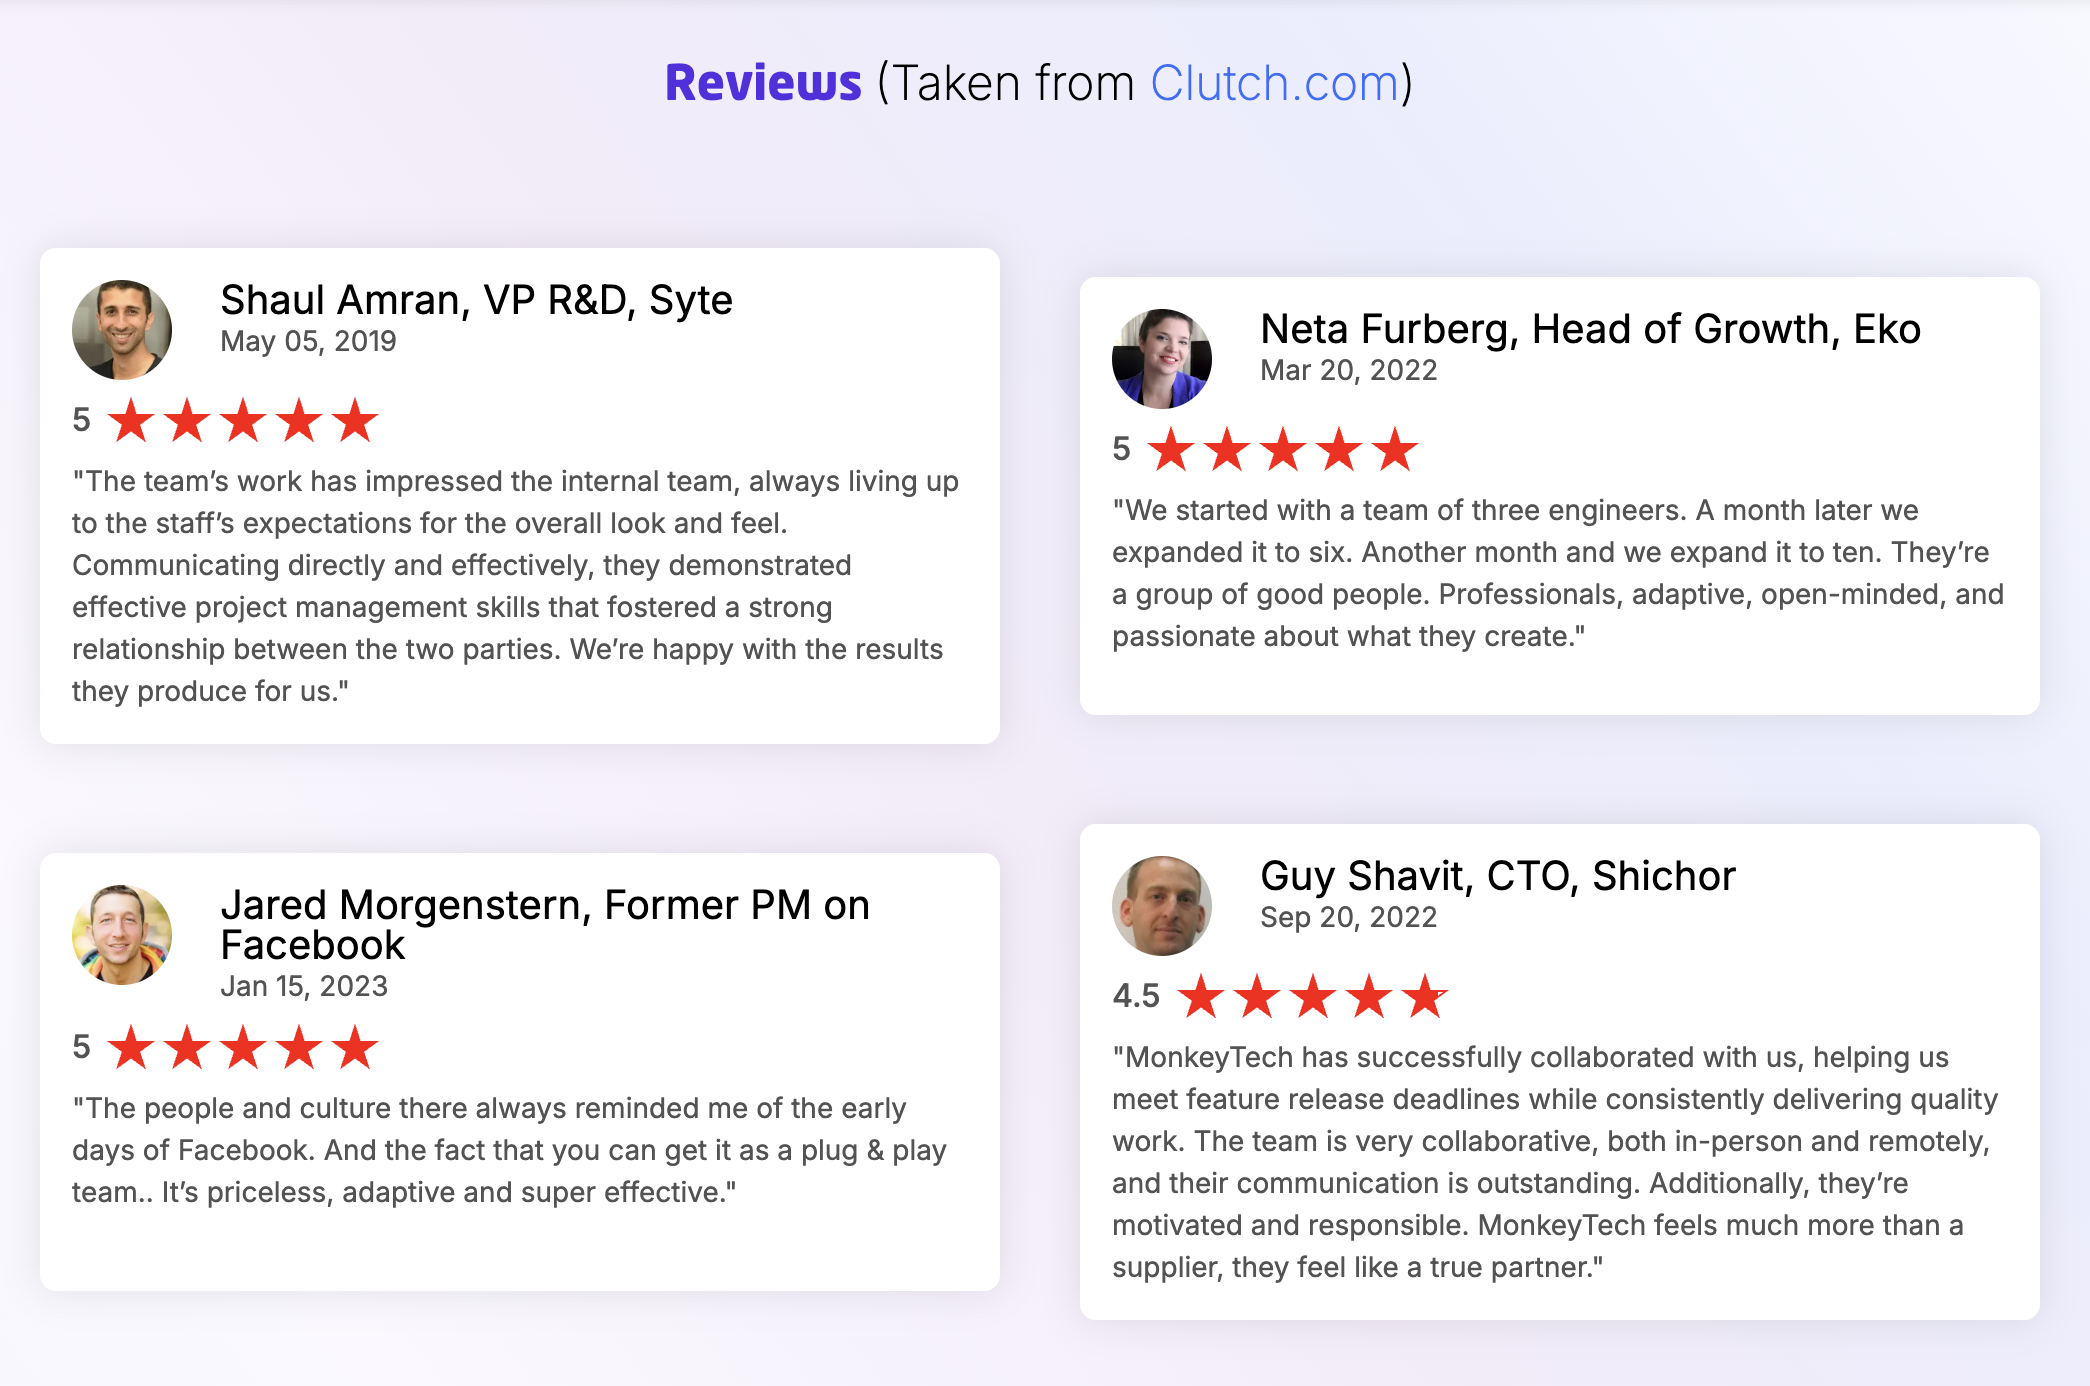 Reviews (Taken from Clutch.com)
Shaul Amran, VP R&D, Syte
May 05, 2019
5
"The team’s work has impressed the internal team, always living up
to the staff’s expectations for the overall look and feel.
Communicating directly and effectively, they demonstrated
effective project management skills that fostered a strong
relationship between the two parties. We’re happy with the results
they produce for us."
Neta Furberg, Head of Growth, Eko
Mar 20, 2022
5
"We started with a team of three engineers. A month later we
expanded it to six. Another month and we expand it to ten. They’re
a group of good people. Professionals, adaptive, open-minded, and
passionate about what they create."
Jared Morgenstern, Former PM on
Facebook
Jan 15, 2023
5
"The people and culture there always reminded me of the early
days of Facebook. And the fact that you can get it as a plug & play
team.. It’s priceless, adaptive and super effective."
Guy Shavit, CTO, Shichor
Sep 20, 2022
4.5
"MonkeyTech has successfully collaborated with us, helping us
meet feature release deadlines while consistently delivering quality
work. The team is very collaborative, both in-person and remotely,
and their communication is outstanding. Additionally, they’re
motivated and responsible. MonkeyTech feels much more than a
supplier, they feel like a true partner."